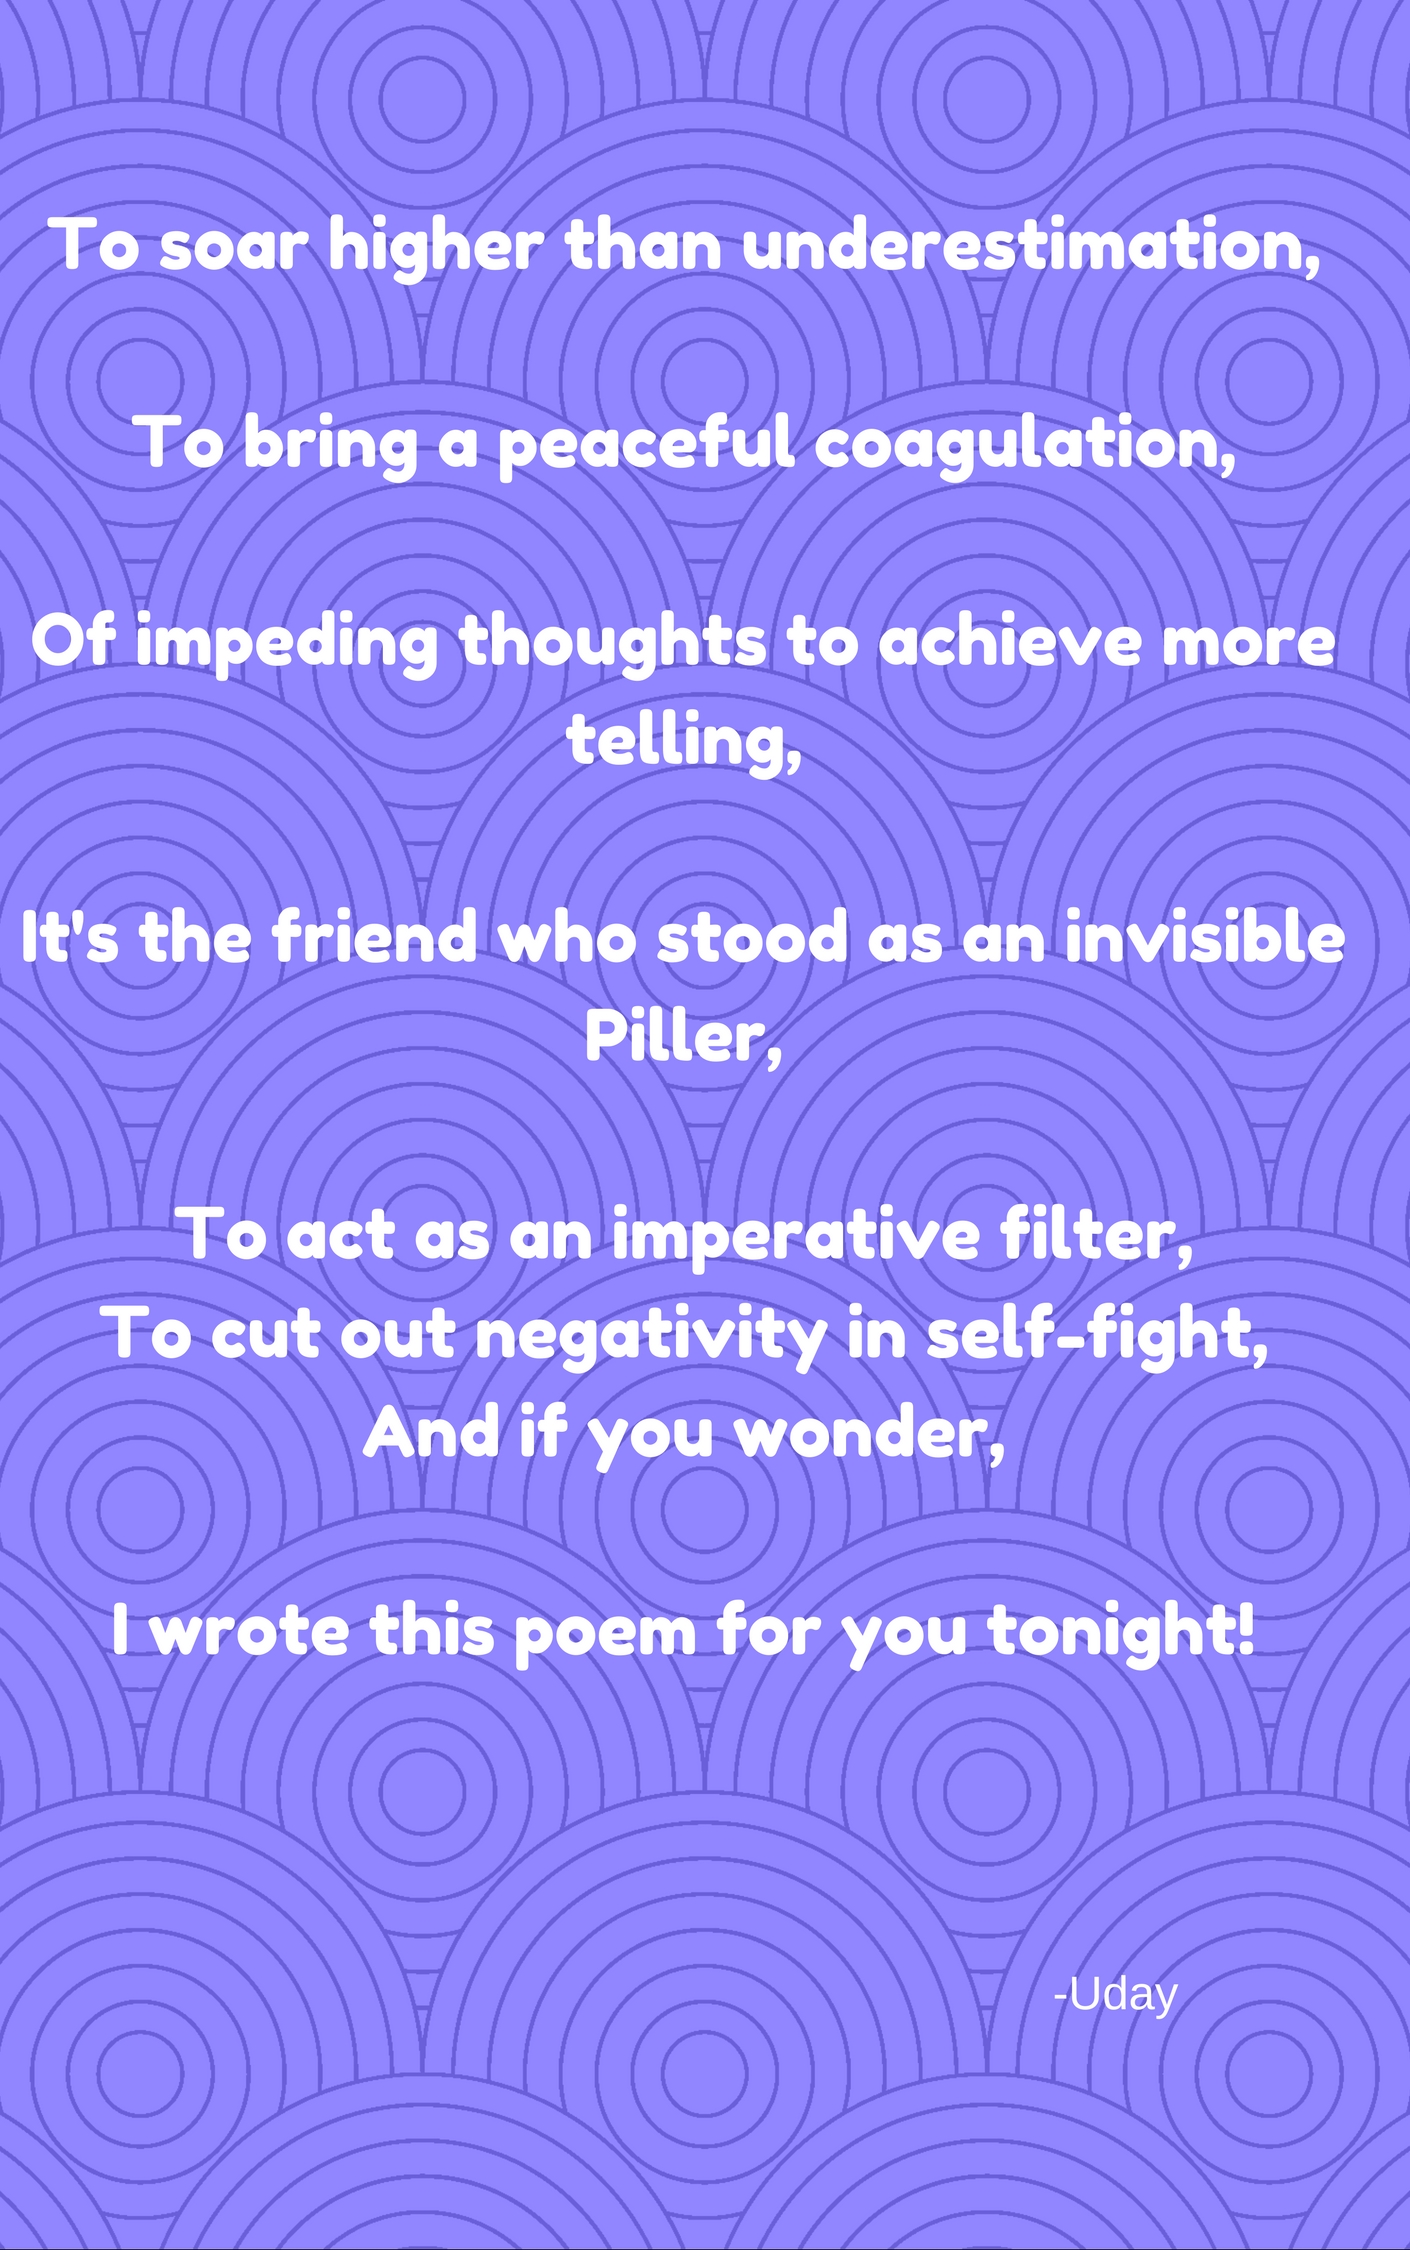 To soar higher than underestimation,
To bring a peaceful coagulation,
Of impeding thoughts to achieve more
telling,
It's the friend who stood as an invisible
Piller,
To act as an imperative filter,
To cut out negativity in self-fight,
And if you wonder,
I wrote this poem for you tonight!
-Uday